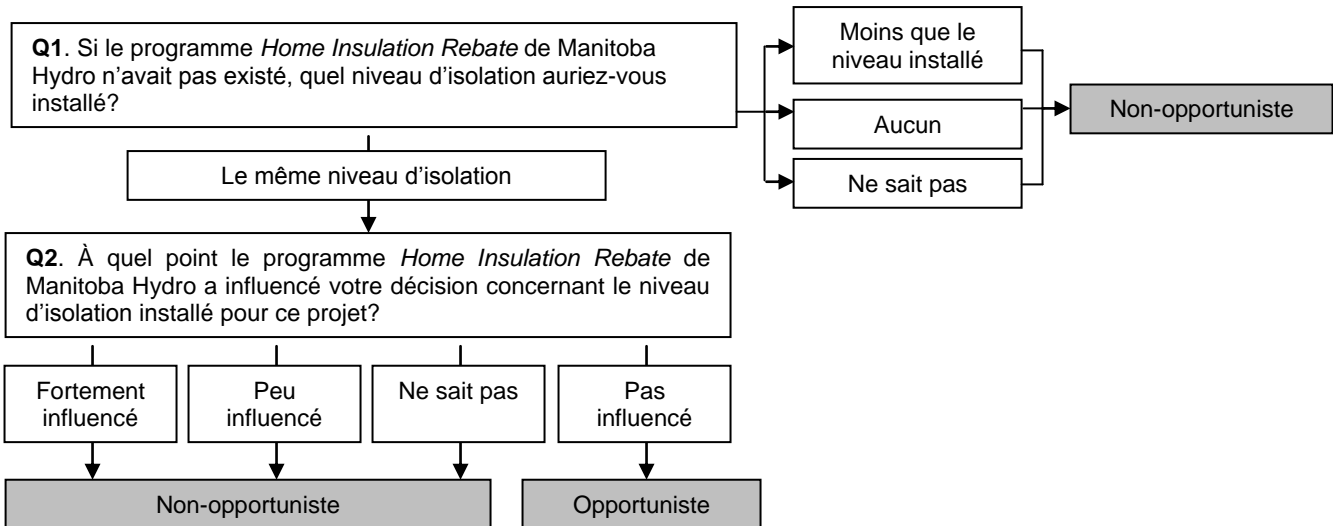 Q1. Si le programme Home Insulation Rebate de Manitoba
Hydro n'avait pas existé, quel niveau d'isolation auriez-vous
installé?
Moins que le
niveau installé
Aucun
Ne sait pas
Non-opportuniste
Le même niveau d'isolation
Q2. À quel point le programme Home Insulation Rebate de
Manitoba Hydro a influencé votre décision concernant le niveau
d'isolation installé pour ce projet?
Fortement
influencé
Peu
influencé
Ne sait pas
Pas
influencé
Non-opportuniste
Opportuniste